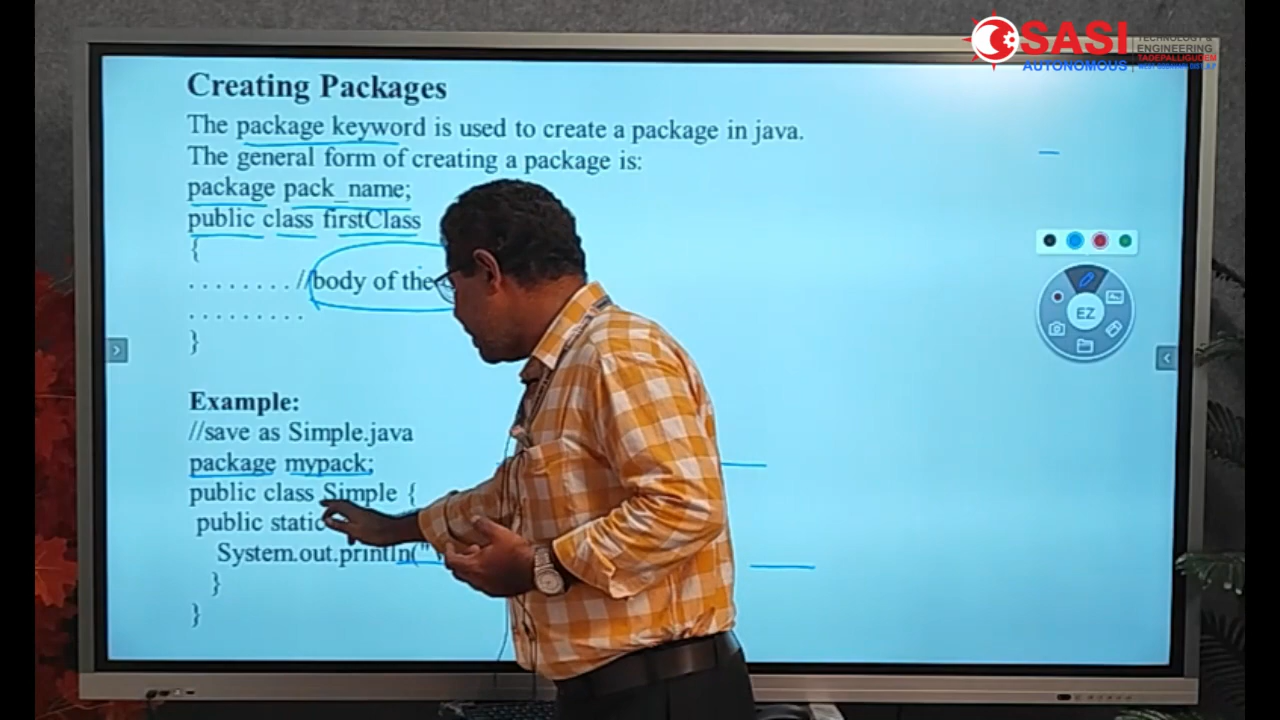 SASI
TECHNOLOGY &
ENGINEERING
TADEPALLIGUDEM
AUTONOMOUS
Creating Packages
The package keyword is used to create a package in java.
The general form of creating a package is:
package pack_name;
public class firstClass
{
. . . . . . . . //body of the
. . . . . . . . .
}
EZ
Example:
//save as Simple.java
package mypack;
public class Simple {
public static
System.out.println("
}
}